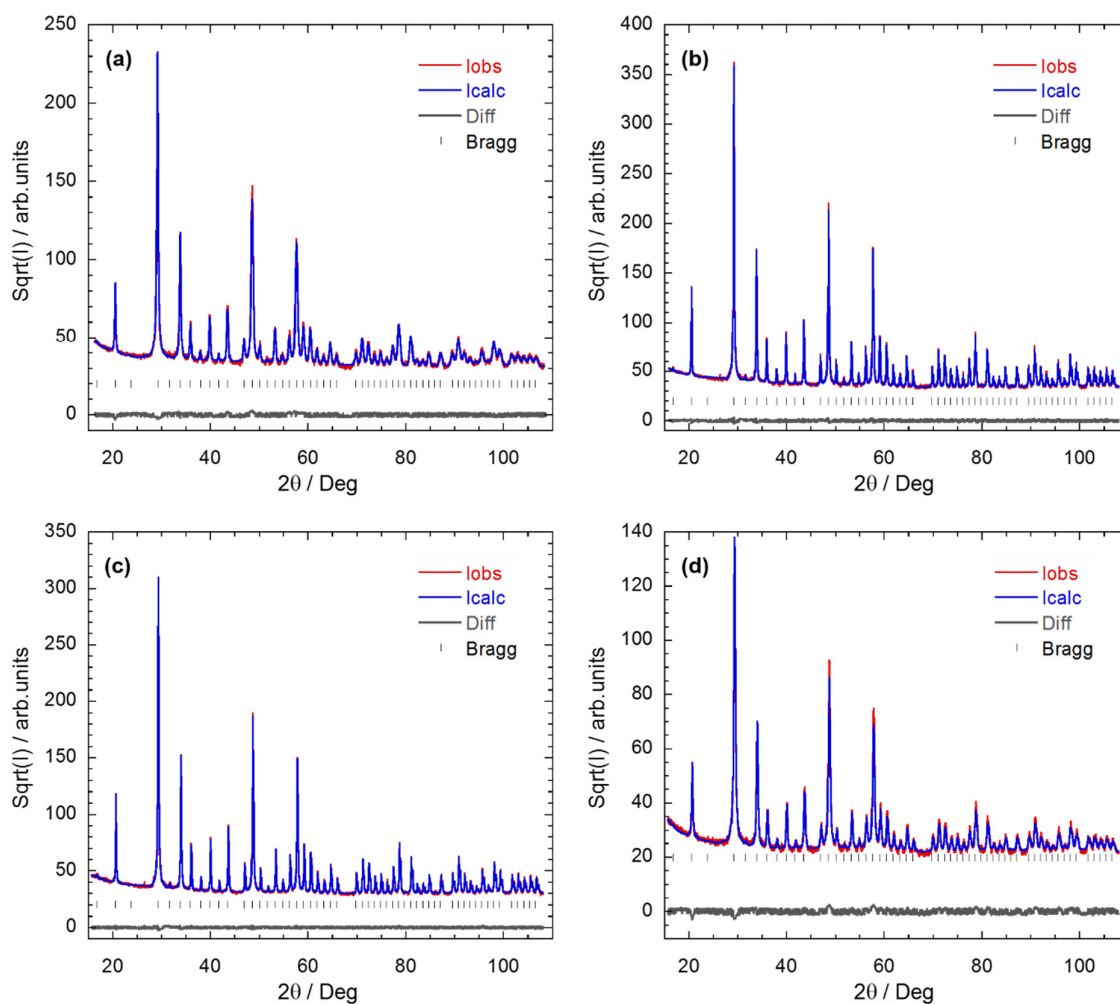 (a)
Iobs
Icalc
Diff
Bragg
Sqrt(I) / arb.units
250
200
150
100
50
0
20 40 60 80 100
2θ / Deg
(b)
Iobs
Icalc
Diff
Bragg
Sqrt(I) / arb.units
400
350
300
250
200
150
100
50
0
20 40 60 80 100
2θ / Deg
(c)
Iobs
Icalc
Diff
Bragg
Sqrt(I) / arb.units
350
300
250
200
150
100
50
0
20 40 60 80 100
2θ / Deg
(d)
Iobs
Icalc
Diff
Bragg
Sqrt(I) / arb.units
140
120
100
80
60
40
20
0
20 40 60 80 100
2θ / Deg